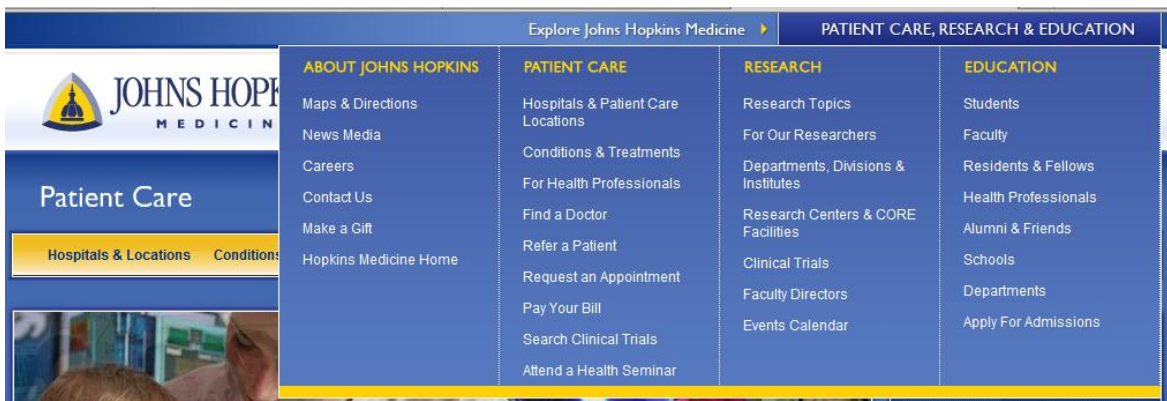 Explore Johns Hopkins Medicine
PATIENT CARE, RESEARCH & EDUCATION
JOHNS HOPK
MEDICIN
Patient Care
Hospitals & Locations Conditions
ABOUT JOHNS HOPKINS
Maps & Directions
News Media
Careers
Contact Us
Make a Gift
Hopkins Medicine Home
PATIENT CARE
Hospitals & Patient Care
Locations
Conditions & Treatments
For Health Professionals
Find a Doctor
Refer a Patient
Request an Appointment
Pay Your Bill
Search Clinical Trials
Attend a Health Seminar
RESEARCH
Research Topics
For Our Researchers
Departments, Divisions &
Institutes
Research Centers & CORE
Facilities
Clinical Trials
Faculty Directors
Events Calendar
EDUCATION
Students
Faculty
Residents & Fellows
Health Professionals
Alumni & Friends
Schools
Departments
Apply For Admissions